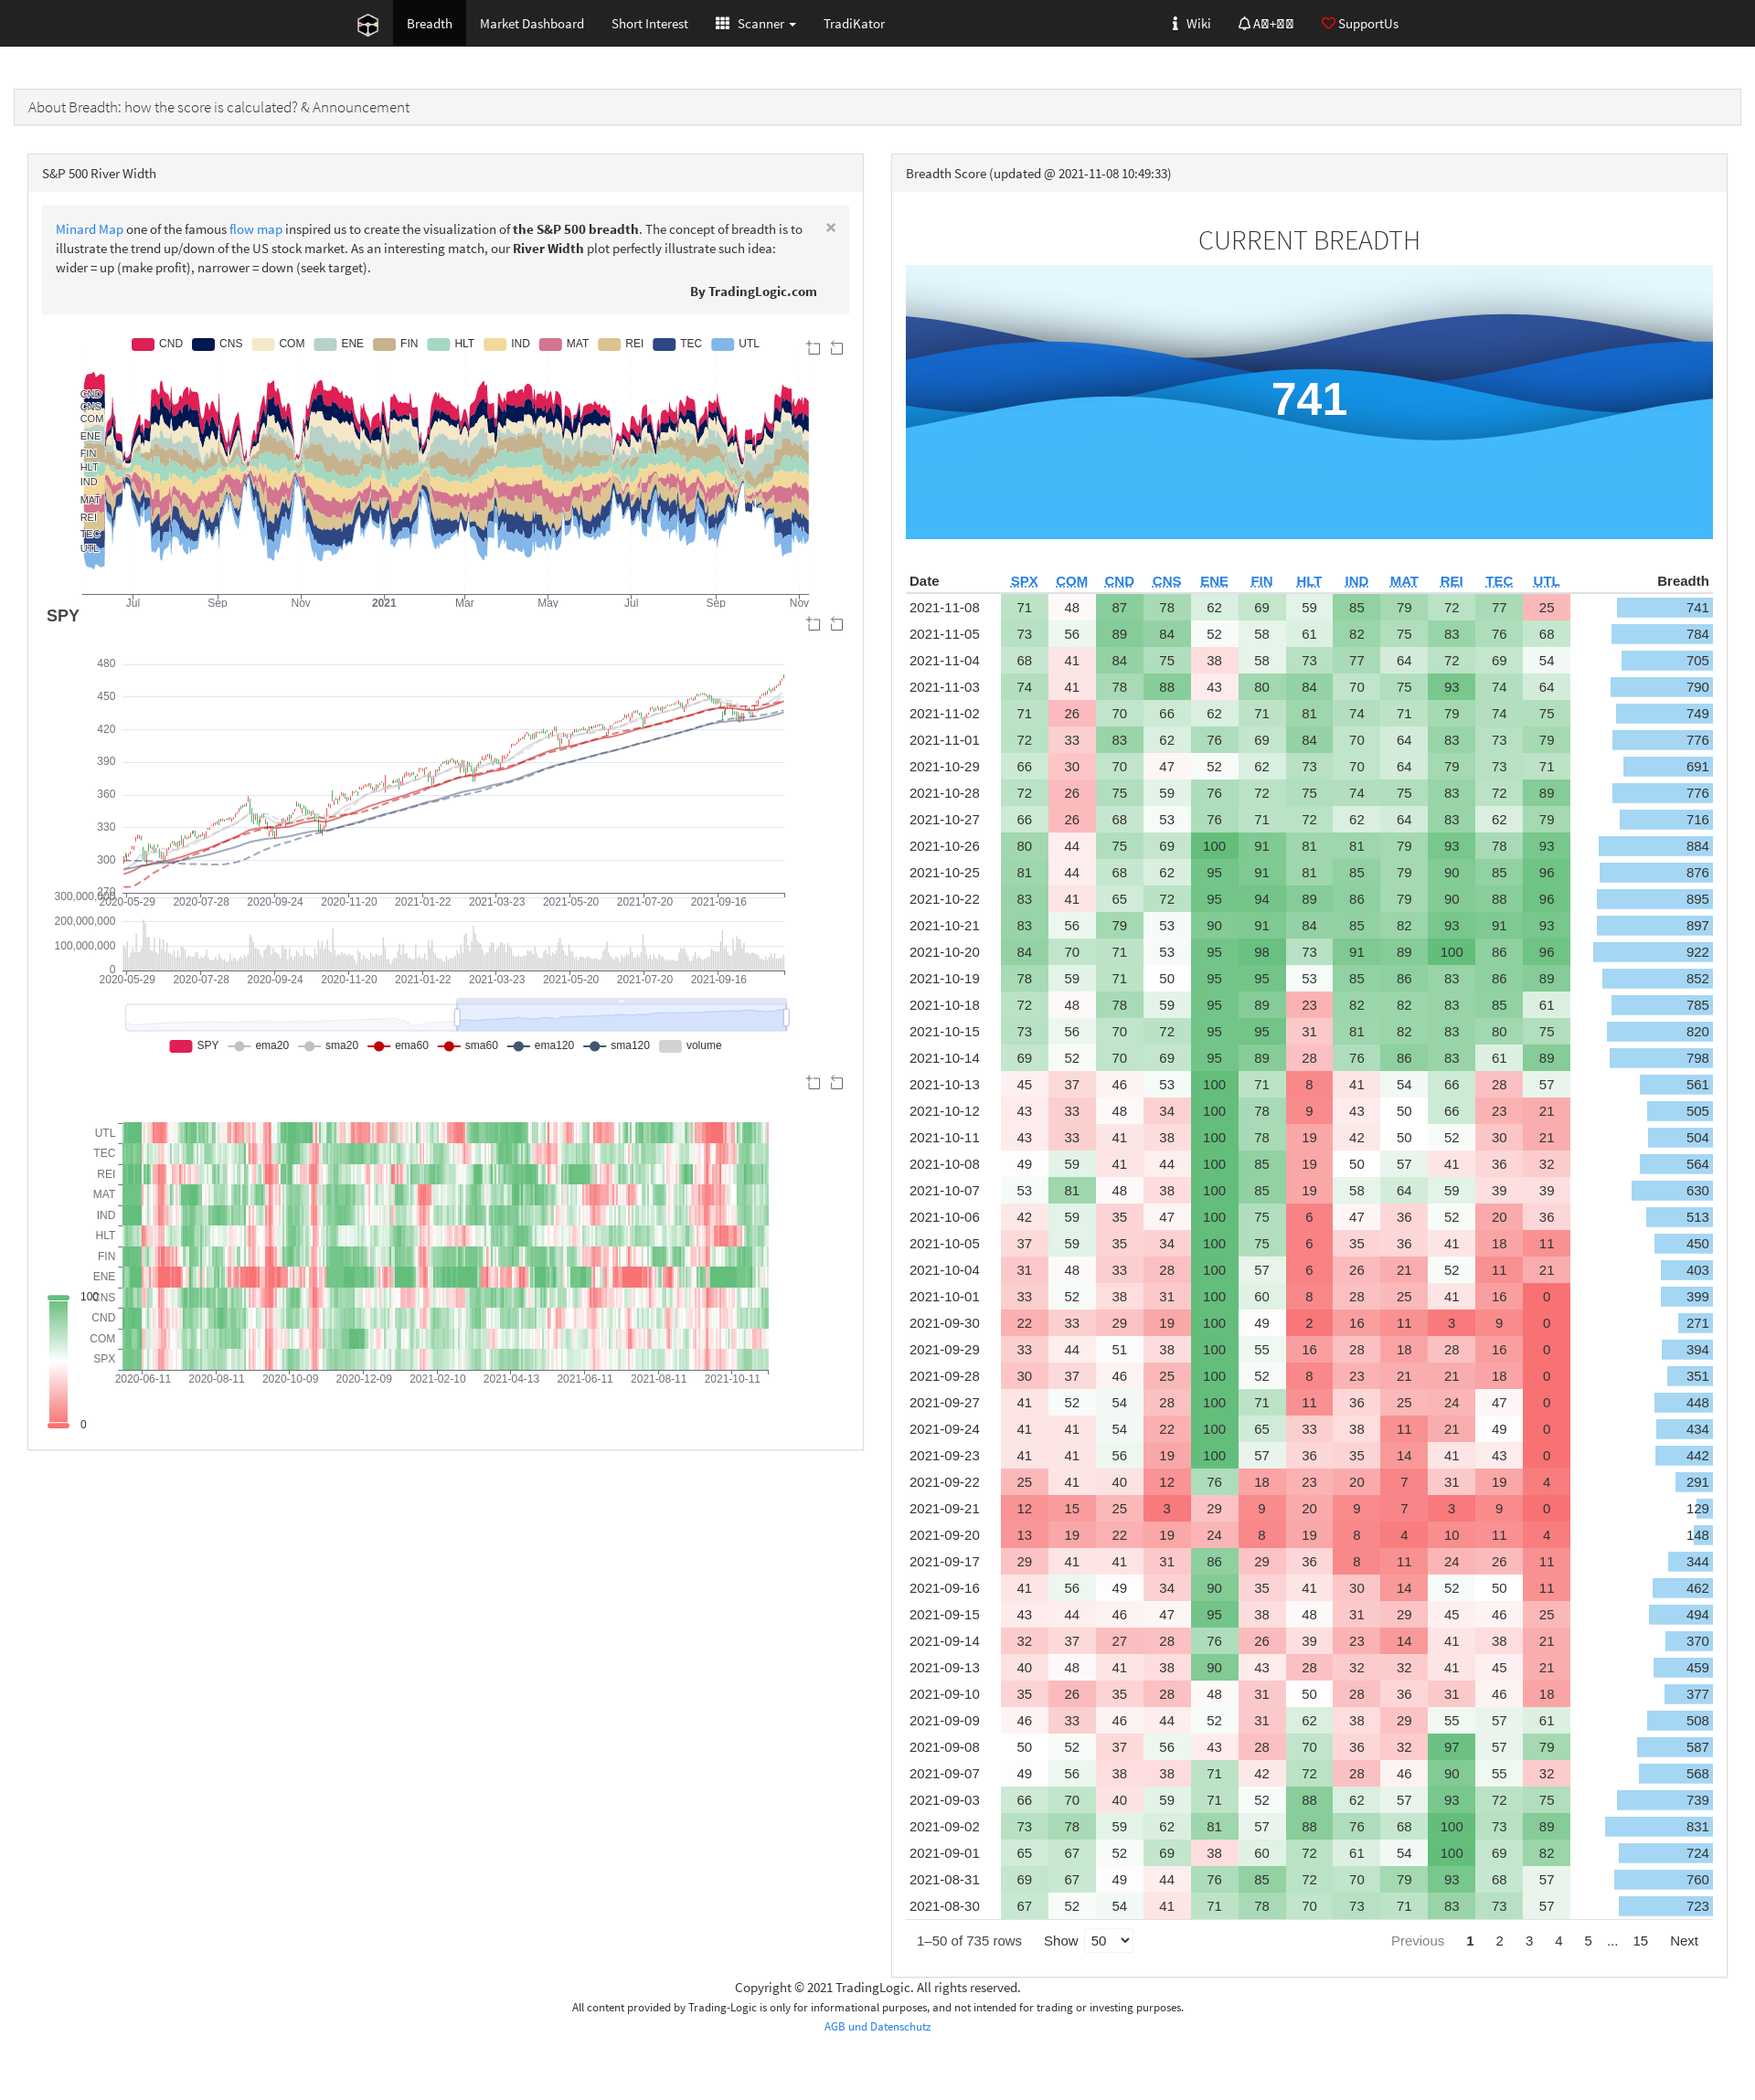 Breadth Market Dashboard Short Interest Scanner TradiKator Wiki SupportUs
About Breadth: how the score is calculated? & Announcement
S&P 500 River Width
Minard Map one of the famous flow map inspired us to create the visualization of the S&P 500 breadth. The concept of breadth is to
illustrate the trend up/down of the US stock market. As an interesting match, our River Width plot perfectly illustrate such idea:
wider = up (make profit), narrower = down (seek target).
×
By TradingLogic.com
CND CNS COM ENE FIN HLT IND MAT REI TEC UTL
CND
CNS
COM
ENE
FIN
HLT
IND
MAT
REI
TEC
UTL
Jul Sep Nov 2021 Mar May Jul Sep Nov
SPY
480
450
420
390
360
330
300
270
2020-05-29 2020-07-28 2020-09-24 2020-11-20 2021-01-22 2021-03-23 2021-05-20 2021-07-20 2021-09-16
300,000,000
200,000,000
100,000,000
0
2020-05-29 2020-07-28 2020-09-24 2020-11-20 2021-01-22 2021-03-23 2021-05-20 2021-07-20 2021-09-16
SPY ema20 sma20 ema60 sma60 ema120 sma120 volume
UTL
TEC
REI
MAT
IND
HLT
FIN
ENE
CNS
CND
COM
SPX
2020-06-11 2020-08-11 2020-10-09 2020-12-09 2021-02-10 2021-04-13 2021-06-11 2021-08-11 2021-10-11
100
0
Breadth Score (updated @ 2021-11-08 10:49:33)
CURRENT BREADTH
741
Date SPX COM CND CNS ENE FIN HLT IND MAT REI TEC UTL Breadth
2021-11-08 71 48 87 78 62 69 59 85 79 72 77 25 741
2021-11-05 73 56 89 84 52 58 61 82 75 83 76 68 784
2021-11-04 68 41 84 75 38 58 73 77 64 72 69 54 705
2021-11-03 74 41 78 88 43 80 84 70 75 93 74 64 790
2021-11-02 71 26 70 66 62 71 81 74 71 79 74 75 749
2021-11-01 72 33 83 62 76 69 84 70 64 83 73 79 776
2021-10-29 66 30 70 47 52 62 73 70 64 79 73 71 691
2021-10-28 72 26 75 59 76 72 75 74 75 83 72 89 776
2021-10-27 66 26 68 53 76 71 72 62 64 83 62 79 716
2021-10-26 80 44 75 69 100 91 81 81 79 93 78 93 884
2021-10-25 81 44 68 62 95 91 81 85 79 90 85 96 876
2021-10-22 83 41 65 72 95 94 89 86 79 90 88 96 895
2021-10-21 83 56 79 53 90 91 84 85 82 93 91 93 897
2021-10-20 84 70 71 53 95 98 73 91 89 100 86 96 922
2021-10-19 78 59 71 50 95 95 53 85 86 83 86 89 852
2021-10-18 72 48 78 59 95 89 23 82 82 83 85 61 785
2021-10-15 73 56 70 72 95 95 31 81 82 83 80 75 820
2021-10-14 69 52 70 69 95 89 28 76 86 83 61 89 798
2021-10-13 45 37 46 53 100 71 8 41 54 66 28 57 561
2021-10-12 43 33 48 34 100 78 9 43 50 66 23 21 505
2021-10-11 43 33 41 38 100 78 19 42 50 52 30 21 504
2021-10-08 49 59 41 44 100 85 19 50 57 41 36 32 564
2021-10-07 53 81 48 38 100 85 19 58 64 59 39 39 630
2021-10-06 42 59 35 47 100 75 6 47 36 52 20 36 513
2021-10-05 37 59 35 34 100 75 6 35 36 41 18 11 450
2021-10-04 31 48 33 28 100 57 6 26 21 52 11 21 403
2021-10-01 33 52 38 31 100 60 8 28 25 41 16 0 399
2021-09-30 22 33 29 19 100 49 2 16 11 3 9 0 271
2021-09-29 33 44 51 38 100 55 16 28 18 28 16 0 394
2021-09-28 30 37 46 25 100 52 8 23 21 21 18 0 351
2021-09-27 41 52 54 28 100 71 11 36 25 24 47 0 448
2021-09-24 41 41 54 22 100 65 33 38 11 21 49 0 434
2021-09-23 41 41 56 19 100 57 36 35 14 41 43 0 442
2021-09-22 25 41 40 12 76 18 23 20 7 31 19 4 291
2021-09-21 12 15 25 3 29 9 20 9 7 3 9 0 129
2021-09-20 13 19 22 19 24 8 19 8 4 10 11 4 148
2021-09-17 29 41 41 31 86 29 36 8 11 24 26 11 344
2021-09-16 41 56 49 34 90 35 41 30 14 52 50 11 462
2021-09-15 43 44 46 47 95 38 48 31 29 45 46 25 494
2021-09-14 32 37 27 28 76 26 39 23 14 41 38 21 370
2021-09-13 40 48 41 38 90 43 28 32 32 41 45 21 459
2021-09-10 35 26 35 28 48 31 50 28 36 31 46 18 377
2021-09-09 46 33 46 44 52 31 62 38 29 55 57 61 508
2021-09-08 50 52 37 56 43 28 70 36 32 97 57 79 587
2021-09-07 49 56 38 38 71 42 72 28 46 90 55 32 568
2021-09-03 66 70 40 59 71 52 88 62 57 93 72 75 739
2021-09-02 73 78 59 62 81 57 88 76 68 100 73 89 831
2021-09-01 65 67 52 69 38 60 72 61 54 100 69 82 724
2021-08-31 69 67 49 44 76 85 72 70 79 93 68 57 760
2021-08-30 67 52 54 41 71 78 70 73 71 83 73 57 723
1–50 of 735 rows Show 50 Previous 1 2 3 4 5 ... 15 Next
Copyright © 2021 TradingLogic. All rights reserved.
All content provided by Trading-Logic is only for informational purposes, and not intended for trading or investing purposes.
AGB und Datenschutz